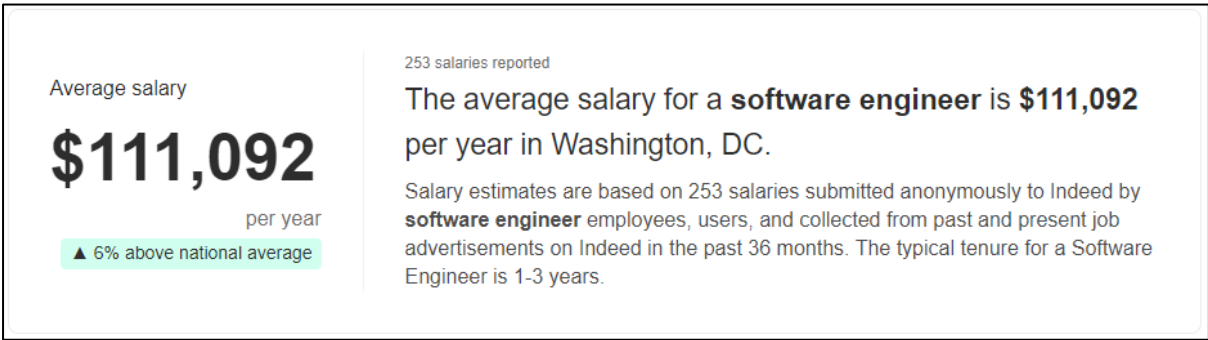 Average salary
$111,092
per year
▲ 6% above national average
253 salaries reported
The average salary for a software engineer is $111,092
per year in Washington, DC.
Salary estimates are based on 253 salaries submitted anonymously to Indeed by
software engineer employees, users, and collected from past and present job
advertisements on Indeed in the past 36 months. The typical tenure for a Software
Engineer is 1-3 years.